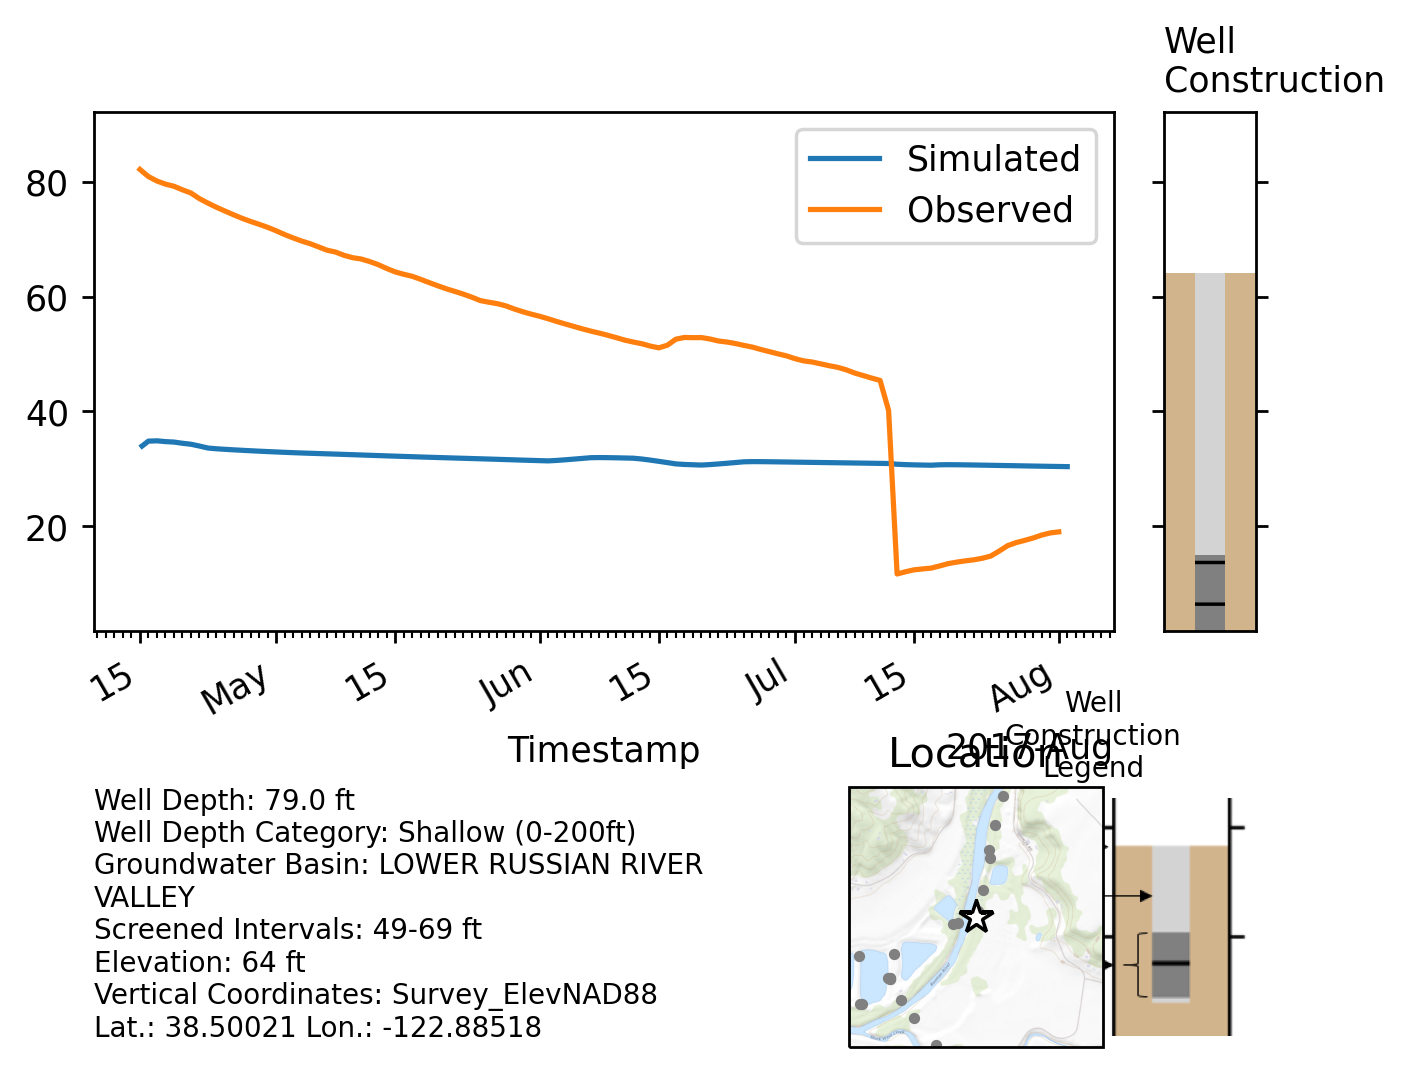 Well
Construction
Simulated
Observed
80
60
40
20
15
May
15
Jun
15
Jul
15
Aug
Timestamp
2017-Aug
Well
Construction
Legend
Location
Well Depth: 79.0 ft
Well Depth Category: Shallow (0-200ft)
Groundwater Basin: LOWER RUSSIAN RIVER
VALLEY
Screened Intervals: 49-69 ft
Elevation: 64 ft
Vertical Coordinates: Survey_ElevNAD88
Lat.: 38.50021 Lon.: -122.88518